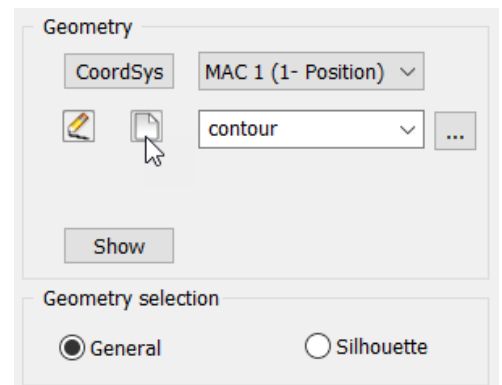 Geometry
CoordSys MAC 1 (1- Position)
contour ...
Show
Geometry selection
General Silhouette